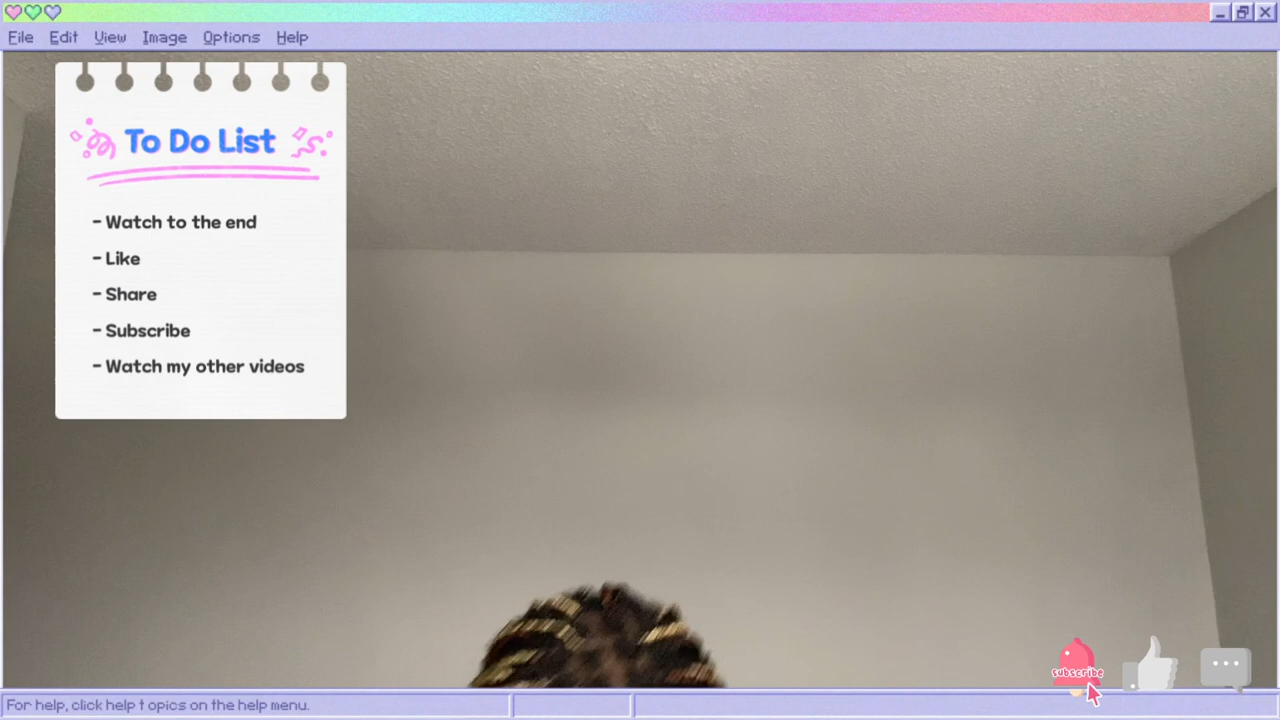 File Edit View Image Options Help
To Do List
- Watch to the end
- Like
- Share
- Subscribe
- Watch my other videos
subscribe
For help, click help t opics on the help menu.